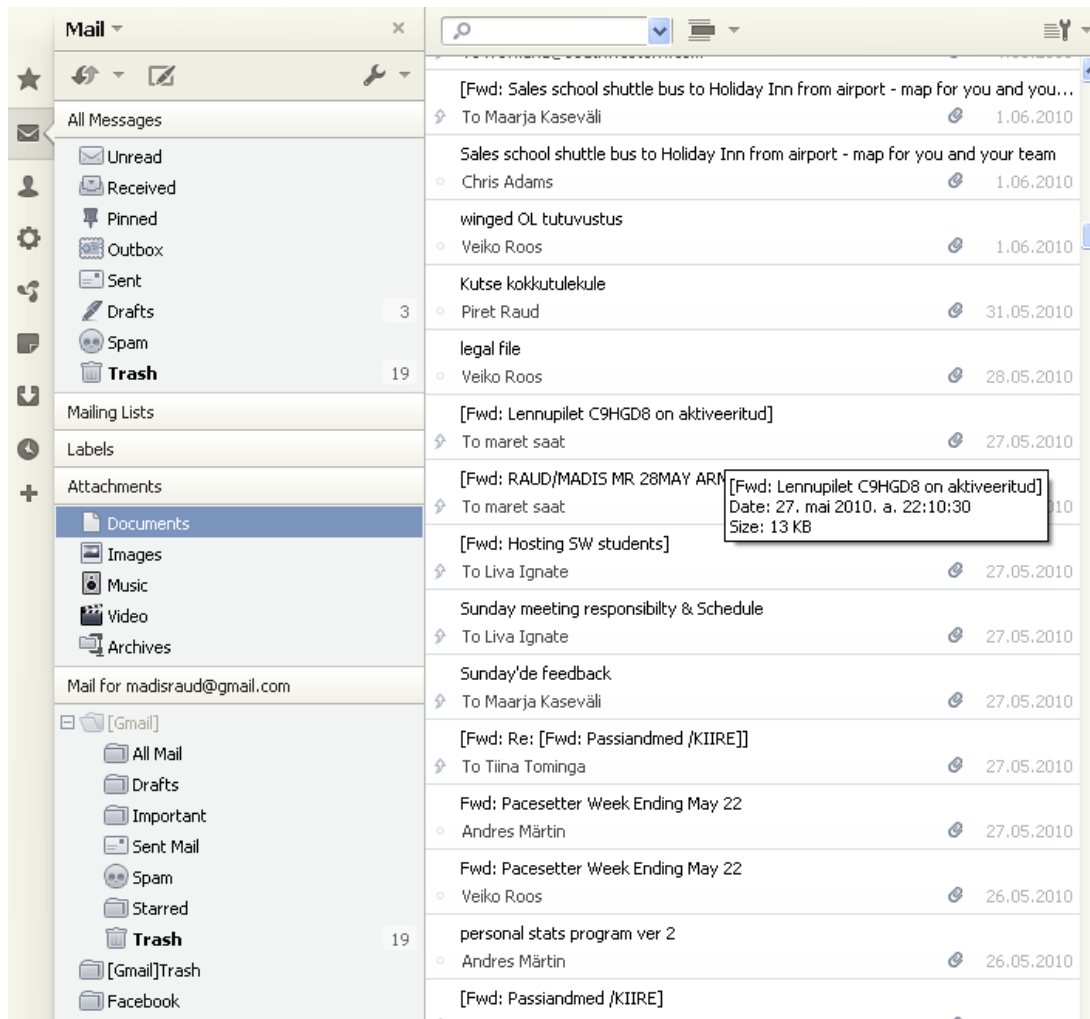 Mail
All Messages
Unread
Received
Pinned
Outbox
Sent
Drafts 3
Spam
Trash 19
Mailing Lists
Labels
Attachments
Documents
Images
Music
Video
Archives
Mail for madisraud@gmail.com
[Gmail]
All Mail
Drafts
Important
Sent Mail
Spam
Starred
Trash 19
[Gmail]Trash
Facebook
[Fwd: Sales school shuttle bus to Holiday Inn from airport - map for you and you...
To Maarja Kaseväli 1.06.2010
Sales school shuttle bus to Holiday Inn from airport - map for you and your team
Chris Adams 1.06.2010
winged OL tutuvustus
Veiko Roos 1.06.2010
Kutse kokkutulekule
Piret Raud 31.05.2010
legal file
Veiko Roos 28.05.2010
[Fwd: Lennupilet C9HGD8 on aktiveeritud]
To maret saat 27.05.2010
[Fwd: RAUD/MADIS MR 28MAY
To maret saat
[Fwd: Lennupilet C9HGD8 on aktiveeritud]
Date: 27. mai 2010. a. 22:10:30
Size: 13 KB
[Fwd: Hosting SW students]
To Liva Ignate 27.05.2010
Sunday meeting responsibilty & Schedule
To Liva Ignate 27.05.2010
Sunday'de feedback
To Maarja Kaseväli 27.05.2010
[Fwd: Re: [Fwd: Passiandmed /KIIRE]]
To Tiina Tominga 27.05.2010
Fwd: Pacesetter Week Ending May 22
Andres Märtin 27.05.2010
Fwd: Pacesetter Week Ending May 22
Veiko Roos 26.05.2010
personal stats program ver 2
Andres Märtin 26.05.2010
[Fwd: Passiandmed /KIIRE]